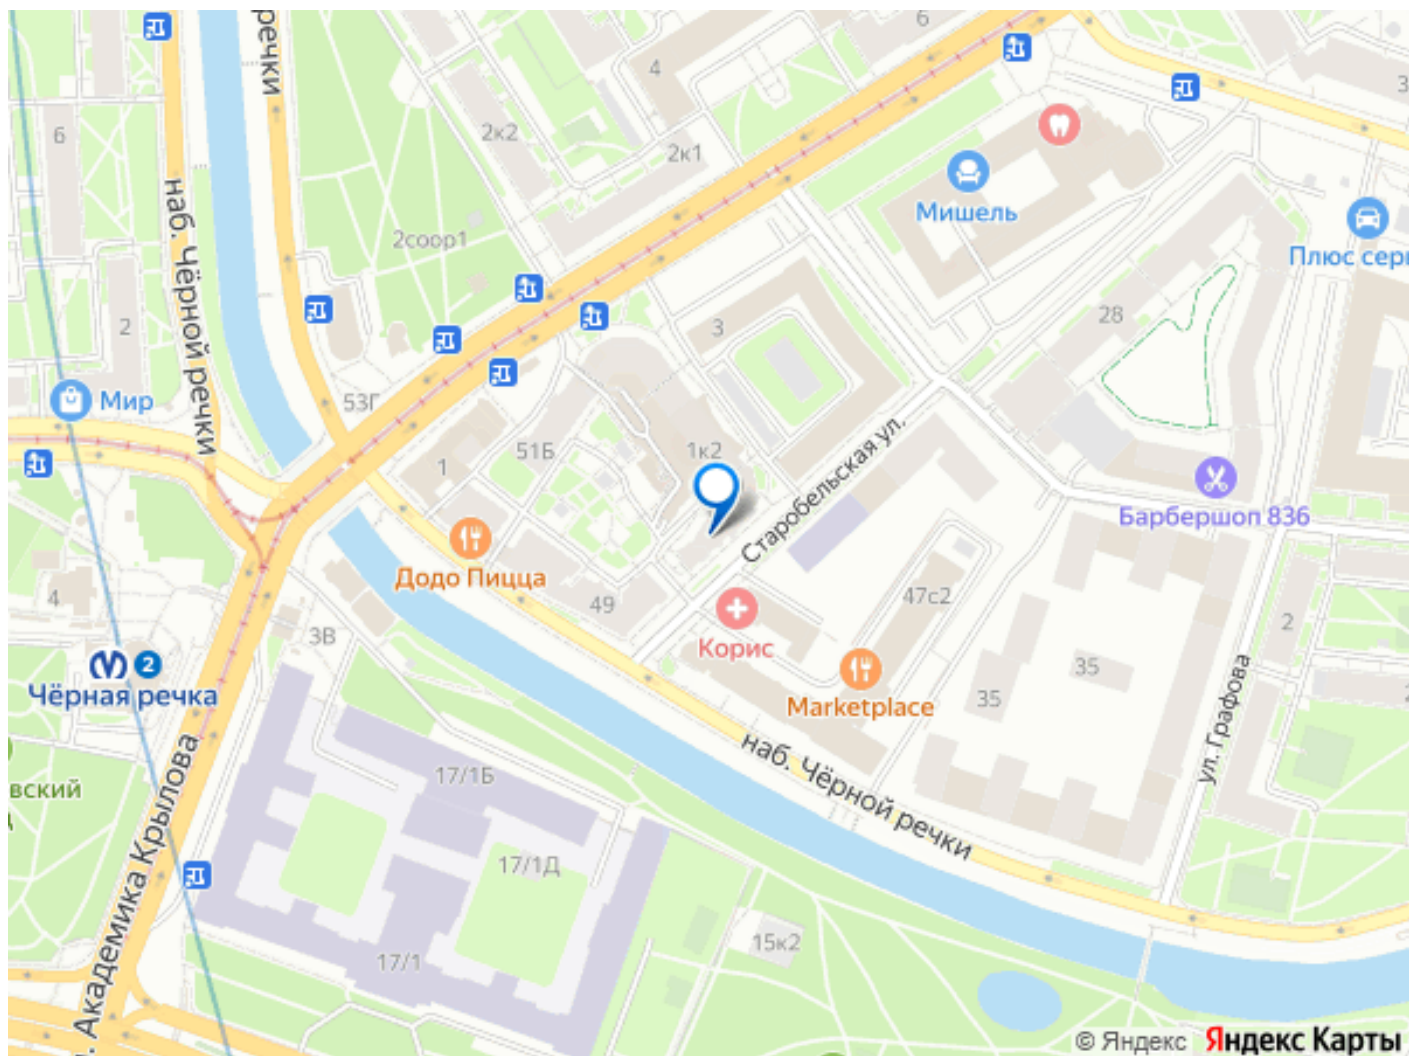 речки
6
4
6
2к2
2к1
Мишель
наб. Чёрной речки
2соор1
Плюс серв
3
28
2
Мир
53Г
51Б
1
1к2
Старобельская ул.
Барбершоп 836
Додо Пицца
49
Корис
47с2
4
3В
2
Чёрная речка
2
35
35
Marketplace
ул. Графова
наб. Чёрной речки
17/1Б
вский
. Академика Крылова
17/1Д
15к2
17/1
© Яндекс Яндекс Карты